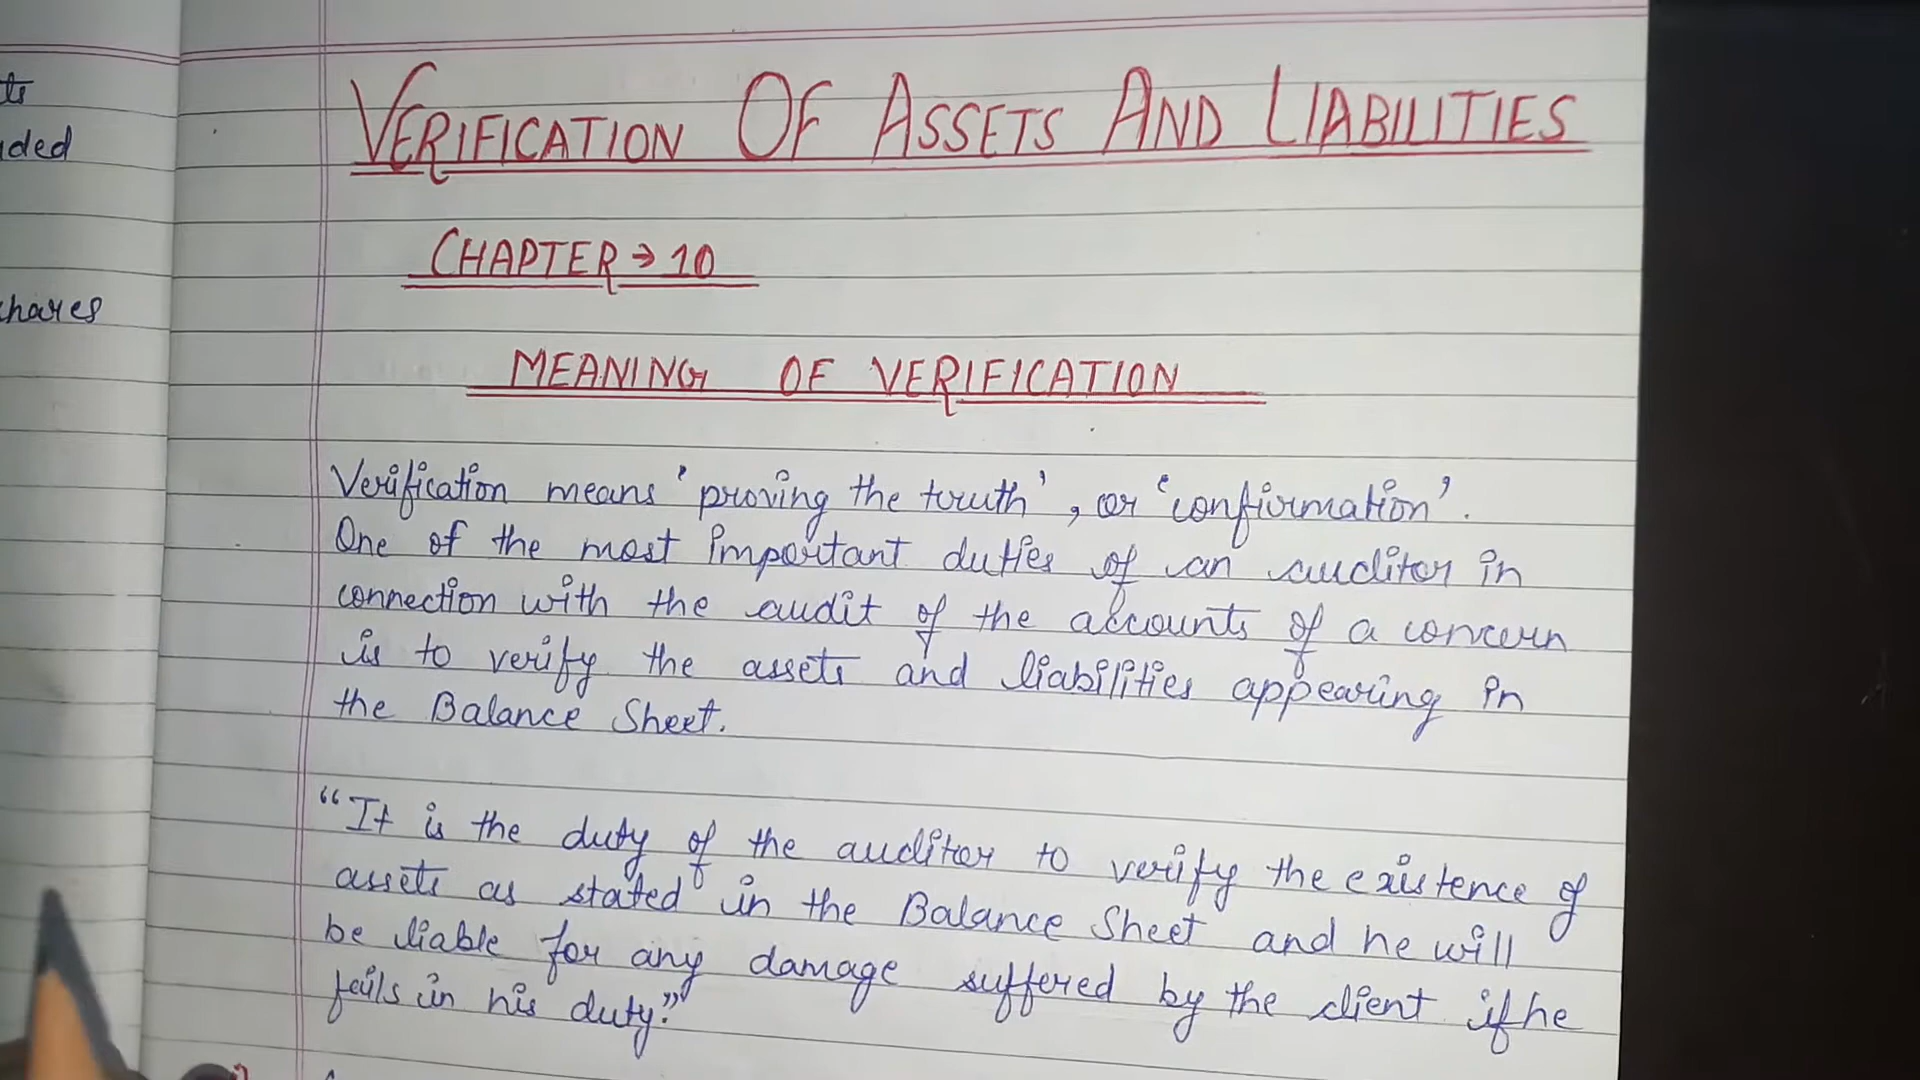 VERIFICATION OF ASSETS AND LIABILITIES
CHAPTER → 10
MEANING OF VERIFICATION
Verification means 'proving the truth', or 'confirmation'.
One of the most important duties of an auditor in
connection with the audit of the accounts of a concern
is to verify the assets and liabilities appearing in
the Balance Sheet.
"It is the duty of the auditor to verify the existence of
assets as stated in the Balance Sheet and he will
be liable for any damage suffered by the client if he
fails in his duty."
hares